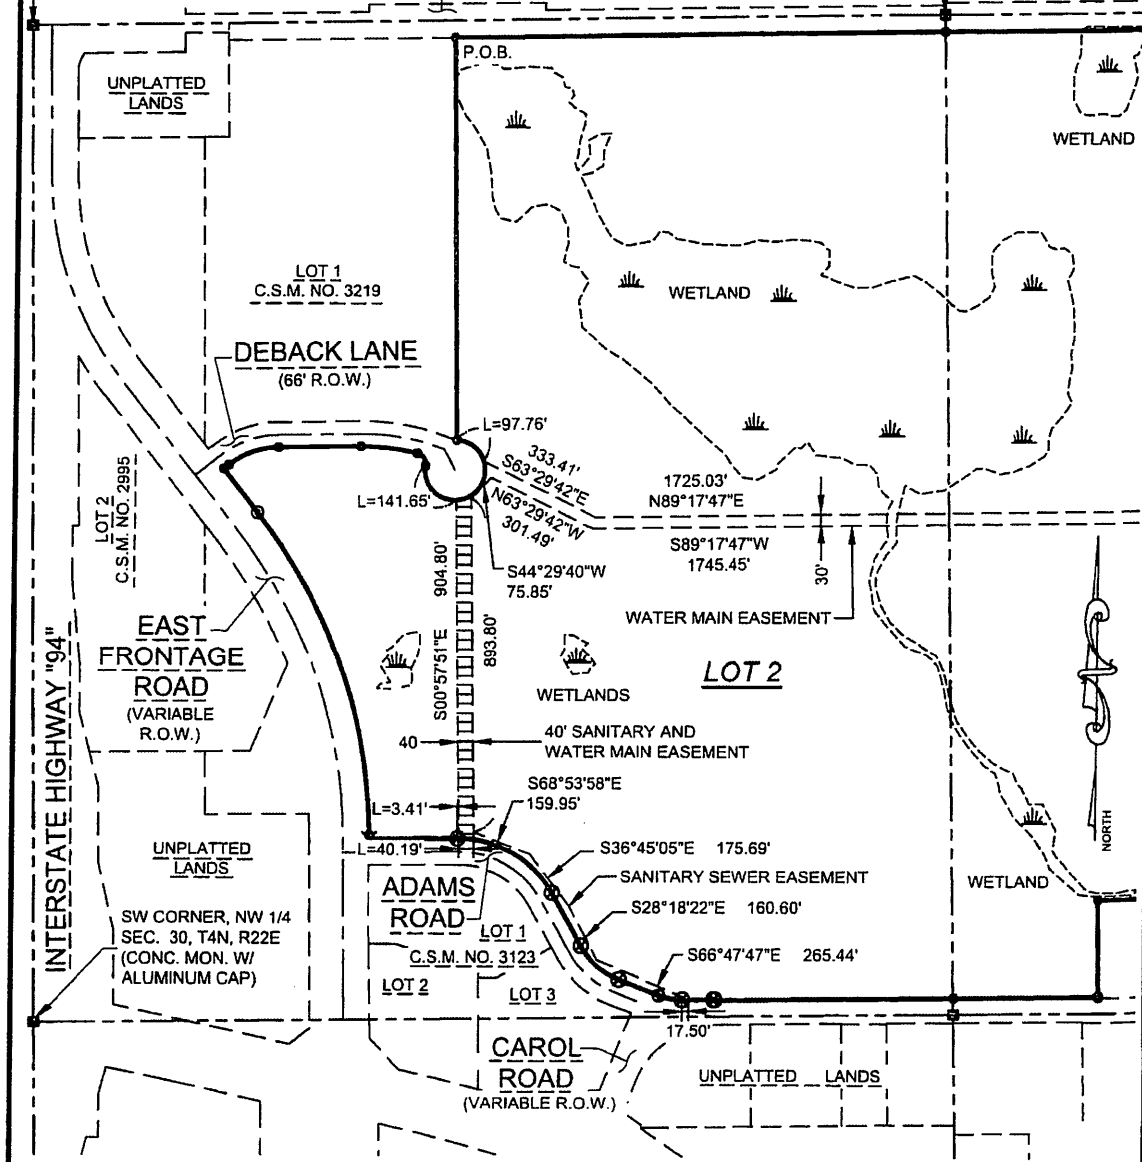 P.O.B.
UNPLATTED
LANDS
WETLAND
LOT 1
C.S.M. NO. 3219
WETLAND
DEBACK LANE
(66' R.O.W.)
L=97.76'
333.41'
S63°29'42"E
1725.03'
N89°17'47"E
LOT 2
C.S.M. NO. 2995
L=141.65'
N63°29'42"W
301.49'
S89°17'47"W
1745.45'
30'
S44°29'40"W
75.85'
904.80'
S00°57'51"E
893.80'
WATER MAIN EASEMENT
EAST
FRONTAGE
ROAD
(VARIABLE
R.O.W.)
INTERSTATE HIGHWAY "94"
LOT 2
WETLANDS
40
40' SANITARY AND
WATER MAIN EASEMENT
S68°53'58"E
159.95'
L=3.41'
L=40.19'
NORTH
UNPLATTED
LANDS
S36°45'05"E 175.69'
SANITARY SEWER EASEMENT
WETLAND
ADAMS
ROAD
S28°18'22"E 160.60'
SW CORNER, NW 1/4
SEC. 30, T4N, R22E
(CONC. MON. W/
ALUMINUM CAP)
LOT 1
C.S.M. NO. 3123
S66°47'47"E 265.44'
LOT 2
LOT 3
17.50'
CAROL
ROAD
(VARIABLE R.O.W.)
UNPLATTED LANDS